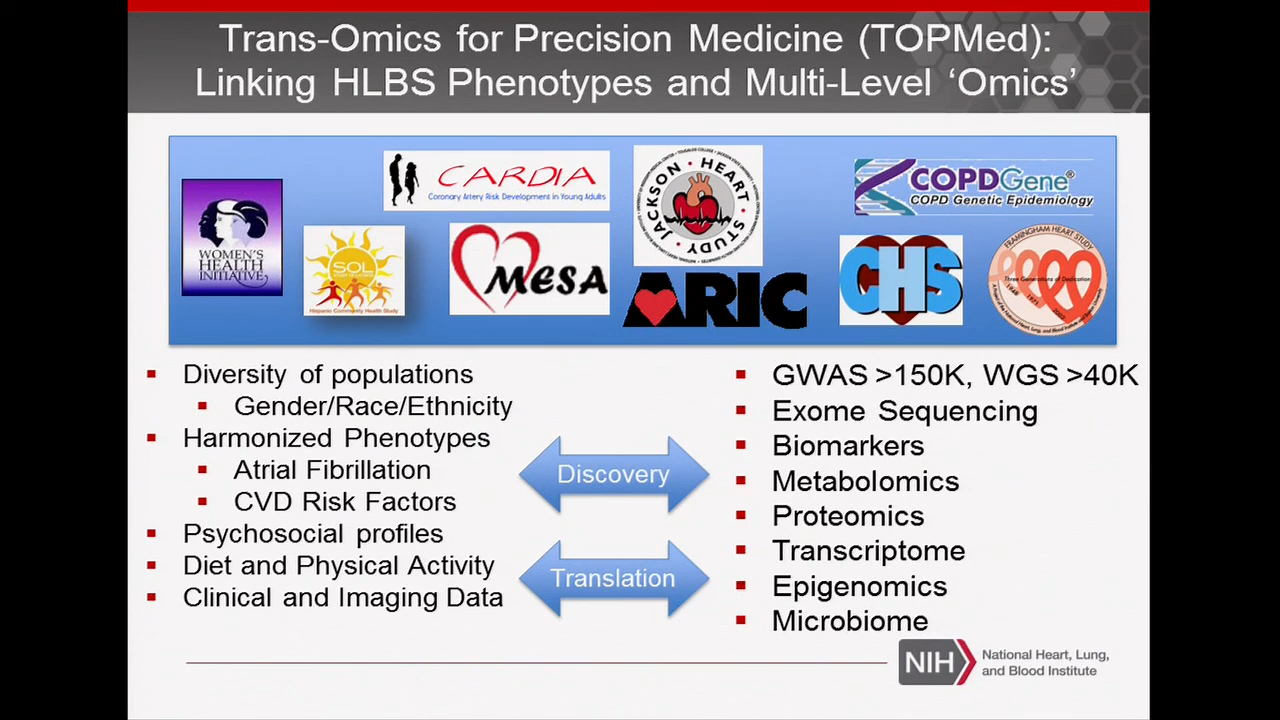 Trans-Omics for Precision Medicine (TOPMed):
Linking HLBS Phenotypes and Multi-Level ‘Omics’
WOMEN'S
HEALTH
INITIATIVE
SOL
Hispanic Community Health Study
CARDIA
Coronary Artery Risk Development in Young Adults
MESA
JACKSON • HEART • STUDY
ARIC
COPDGene®
COPD Genetic Epidemiology
CHS
FRAMINGHAM HEART STUDY
Three Generations of Dedication
1948 1971 2002
▪ Diversity of populations
▪ Gender/Race/Ethnicity
▪ Harmonized Phenotypes
▪ Atrial Fibrillation
▪ CVD Risk Factors
▪ Psychosocial profiles
▪ Diet and Physical Activity
▪ Clinical and Imaging Data
Discovery
Translation
▪ GWAS >150K, WGS >40K
▪ Exome Sequencing
▪ Biomarkers
▪ Metabolomics
▪ Proteomics
▪ Transcriptome
▪ Epigenomics
▪ Microbiome
NIH
National Heart, Lung,
and Blood Institute